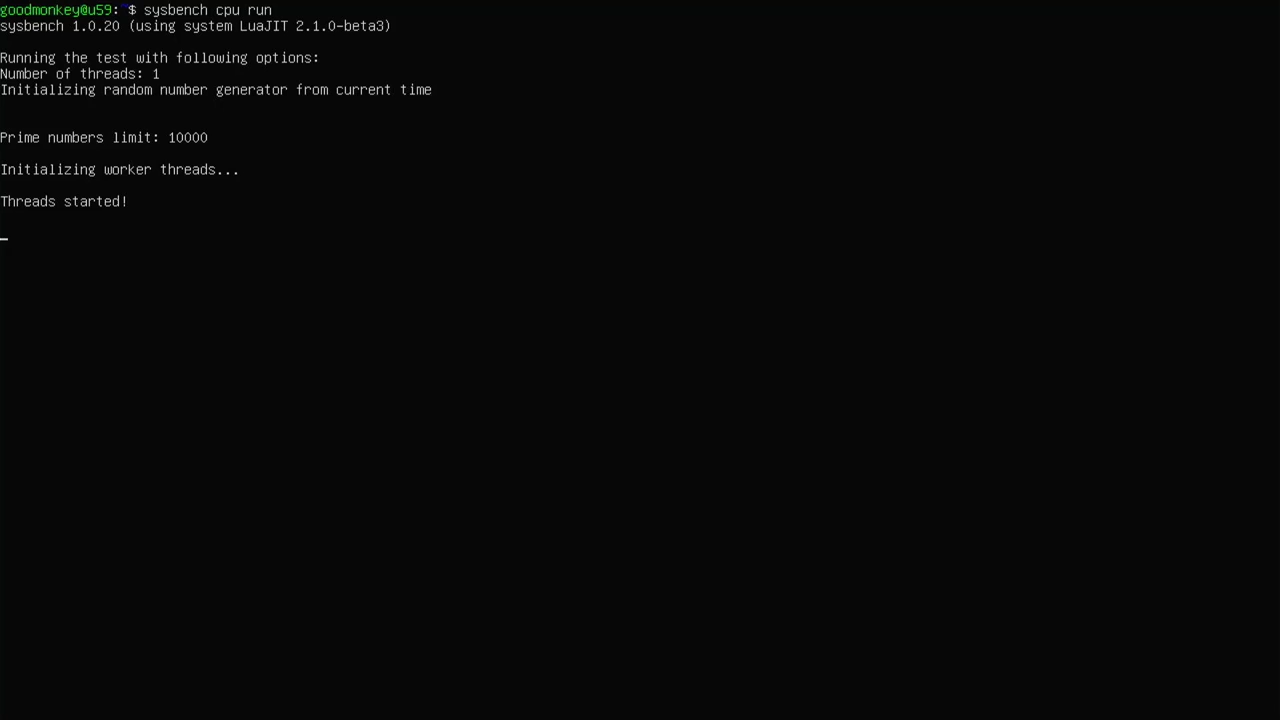 goodmonkey@u59:~$ sysbench cpu run
sysbench 1.0.20 (using system LuaJIT 2.1.0-beta3)
Running the test with following options:
Number of threads: 1
Initializing random number generator from current time
Prime numbers limit: 10000
Initializing worker threads...
Threads started!